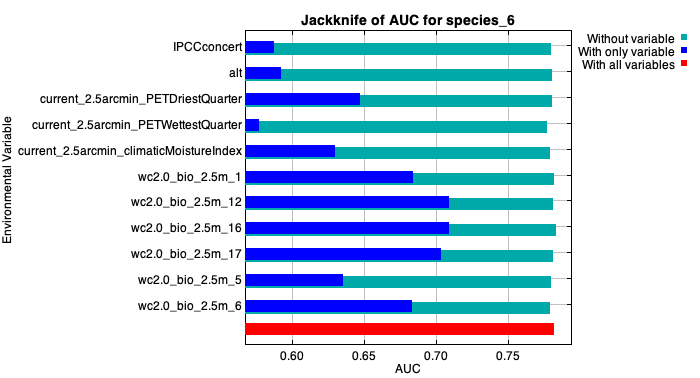 Jackknife of AUC for species_6
Without variable
With only variable
With all variables
Environmental Variable
IPCCconcert
alt
current_2.5arcmin_PETDriestQuarter
current_2.5arcmin_PETWettestQuarter
current_2.5arcmin_climaticMoistureIndex
wc2.0_bio_2.5m_1
wc2.0_bio_2.5m_12
wc2.0_bio_2.5m_16
wc2.0_bio_2.5m_17
wc2.0_bio_2.5m_5
wc2.0_bio_2.5m_6
0.60 0.65 0.70 0.75
AUC